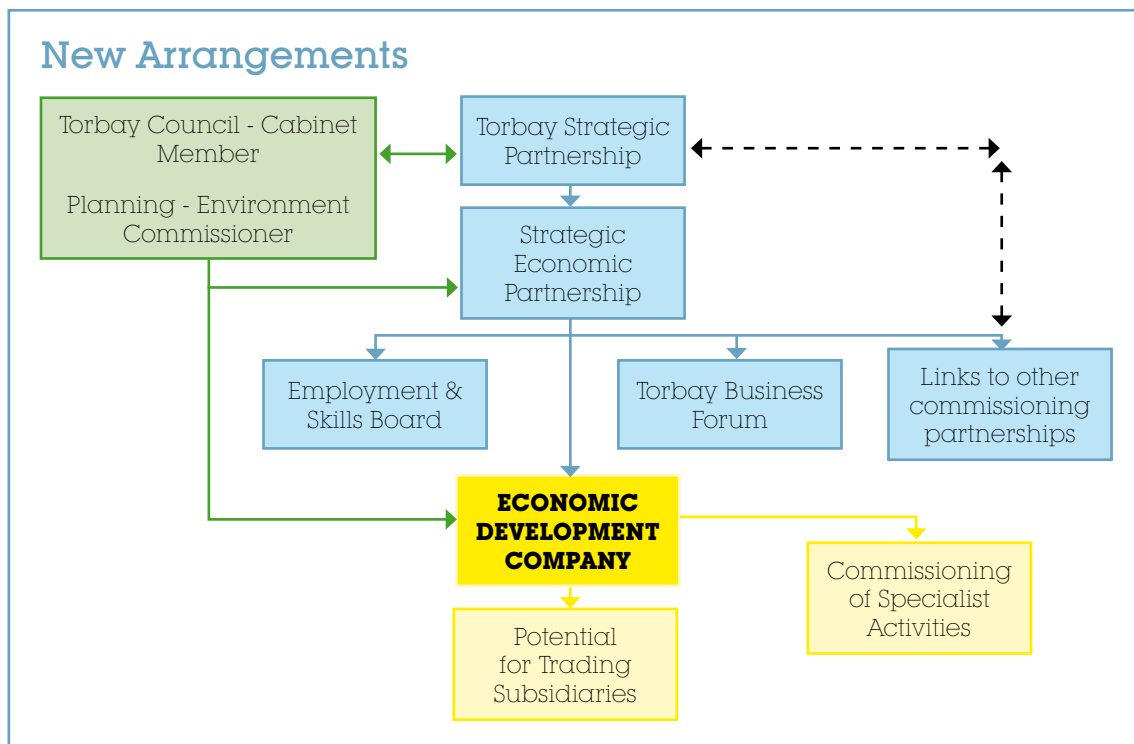 New Arrangements
Torbay Council - Cabinet
Member
Planning - Environment
Commissioner
Torbay Strategic
Partnership
Strategic
Economic
Partnership
Employment &
Skills Board
Torbay Business
Forum
Links to other
commissioning
partnerships
ECONOMIC
DEVELOPMENT
COMPANY
Commissioning
of Specialist
Activities
Potential
for Trading
Subsidiaries